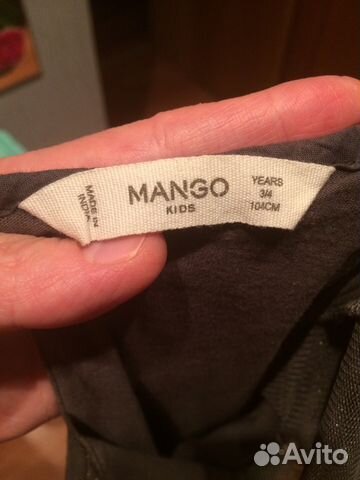 MADE IN
INDIA
MANGO
KIDS
YEARS
3/4
104CM
Avito